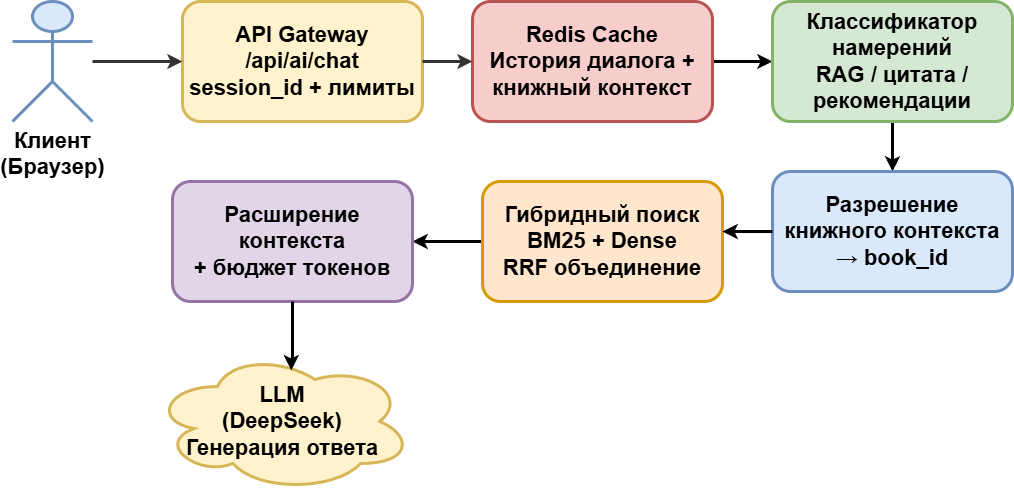 Клиент
(Браузер)
API Gateway
/api/ai/chat
session_id + лимиты
Redis Cache
История диалога +
книжный контекст
Классификатор
намерений
RAG / цитата /
рекомендации
Разрешение
книжного контекста
→ book_id
Гибридный поиск
BM25 + Dense
RRF объединение
Расширение
контекста
+ бюджет токенов
LLM
(DeepSeek)
Генерация ответа